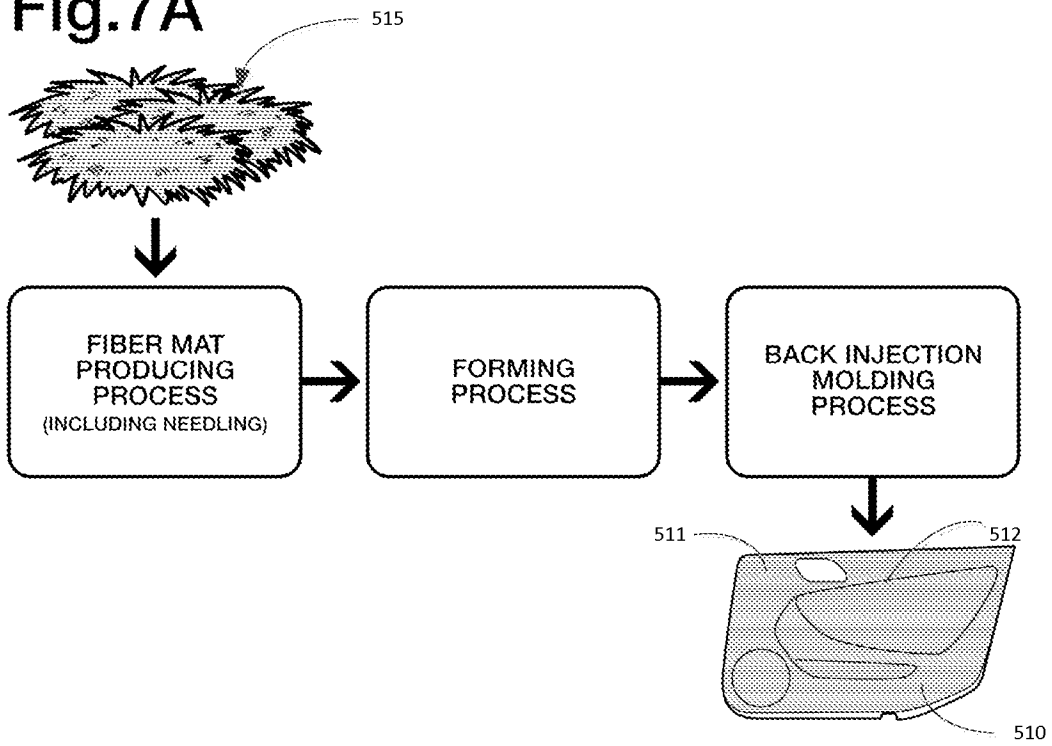 Fig.7A
515
FIBER MAT
PRODUCING
PROCESS
(INCLUDING NEEDLING)
FORMING
PROCESS
BACK INJECTION
MOLDING
PROCESS
511
512
510